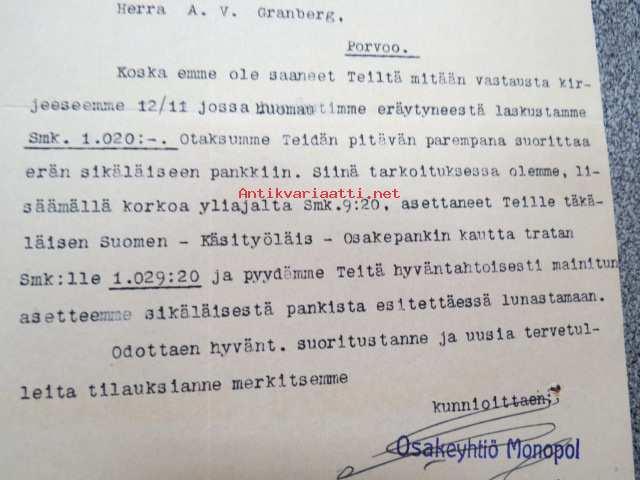 Herra A. V. Granberg.
Porvoo.
Koska emme ole saaneet Teiltä mitään vastausta kir-
jeeseemme 12/11 jossa huomautimme eräytyneestä laskustamme
Smk. 1.020:-. Otaksumme Teidän pitävän parempana suorittaa
erän sikäläiseen pankkiin. Siinä tarkoituksessa olemme, li-
Antikvariaatti.net
säämällä korkoa yliajalta Smk.9:20, asettaneet Teille täkä-
läisen Suomen - Käsityöläis - Osakepankin kautta tratan
Smk:lle 1.029:20 ja pyydämme Teitä hyväntahtoisesti mainitun
asetteemme sikäläisestä pankista esitettäessä lunastamaan.
Odottaen hyvänt. suoritustanne ja uusia tervetul-
leita tilauksianne merkitsemme
kunnioittaen;
Osakeyhtiö Monopol